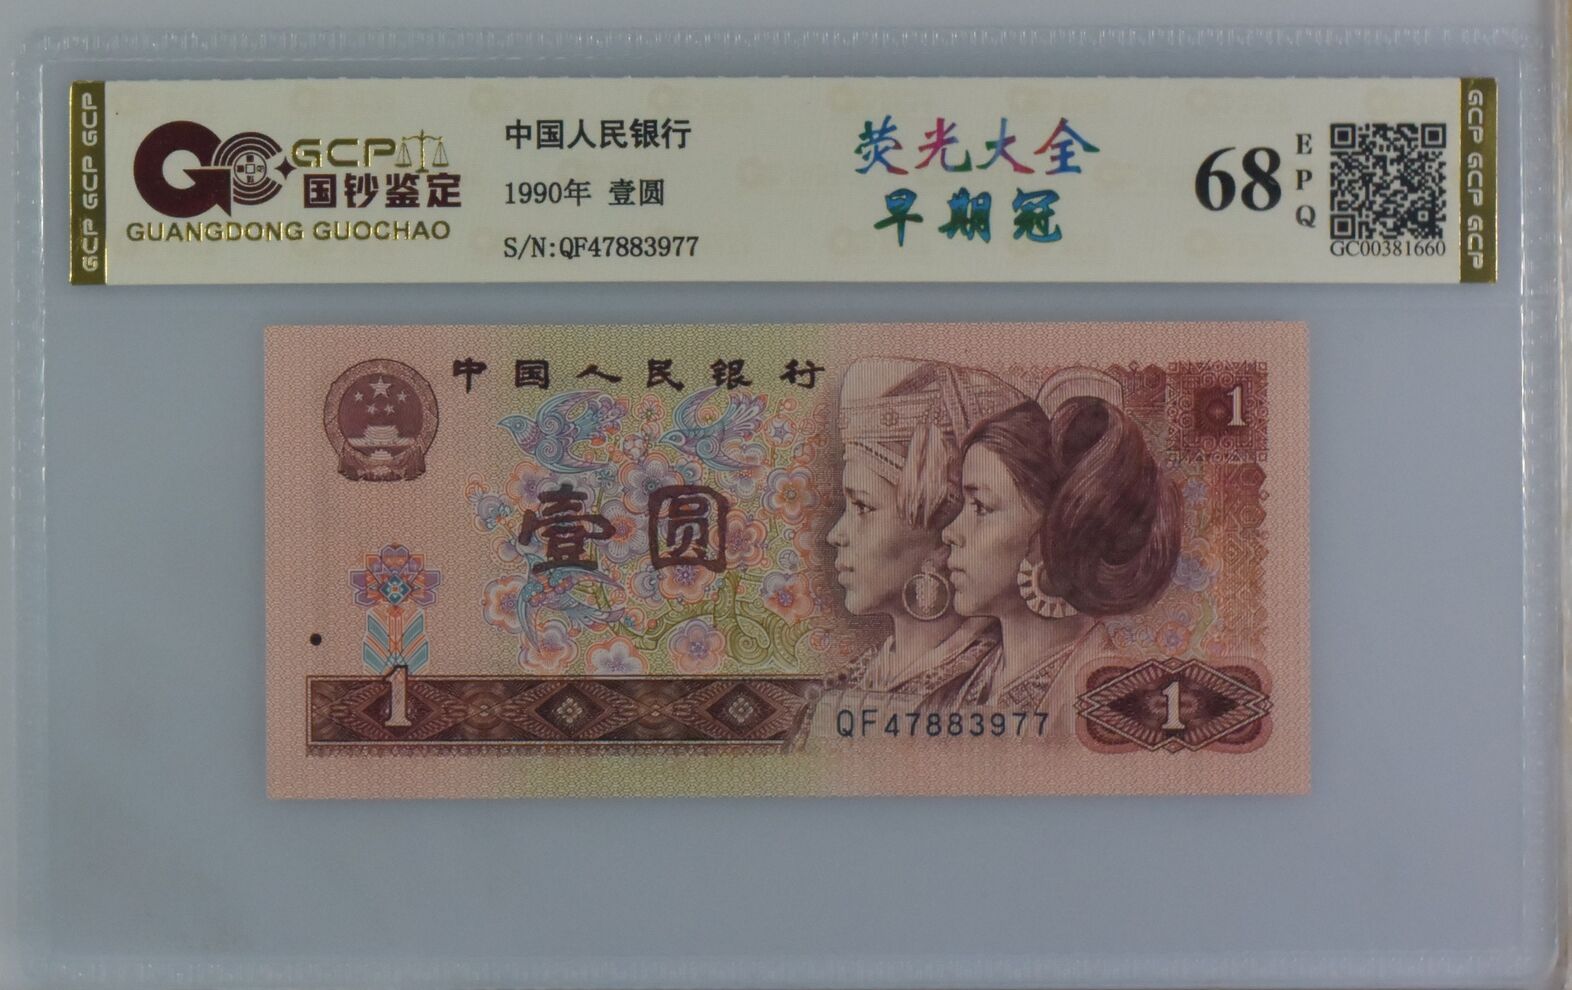 GCP GCP GCP
GCP
国钞鉴定
GUANGDONG GUOCHAO
中国人民银行
1990年 壹圆
S/N:QF47883977
荧光大全
早期冠
68
EPQ
GC00381660
GCP GCP GCP
中国人民银行
1
壹圆
1
QF47883977
1